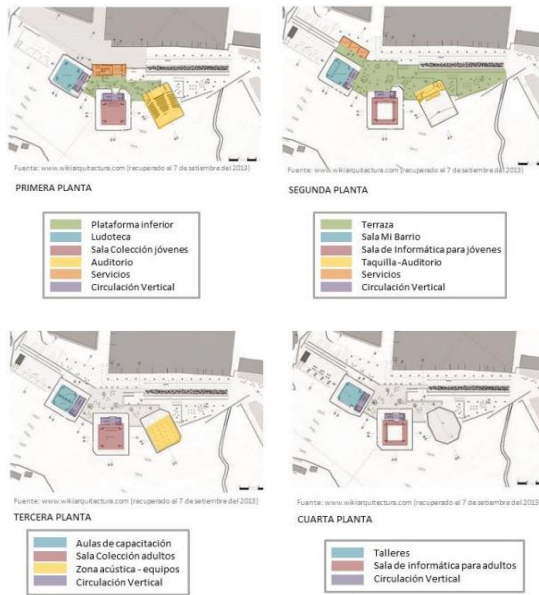 Fuente: www.wikiarquitectura.com (recuperado el 7 de setiembre del 2013)
PRIMERA PLANTA
Plataforma inferior
Ludoteca
Sala Colección jóvenes
Auditorio
Servicios
Circulación Vertical
Fuente: www.wikiarquitectura.com (recuperado el 7 de setiembre del 2013)
SEGUNDA PLANTA
Terraza
Sala Mi Barrio
Sala de Informática para jóvenes
Taquilla -Auditorio
Servicios
Circulación Vertical
Fuente: www.wikiarquitectura.com (recuperado el 7 de setiembre del 2013)
TERCERA PLANTA
Aulas de capacitación
Sala Colección adultos
Zona acústica - equipos
Circulación Vertical
Fuente: www.wikiarquitectura.com (recuperado el 7 de setiembre del 2013)
CUARTA PLANTA
Talleres
Sala de informática para adultos
Circulación Vertical